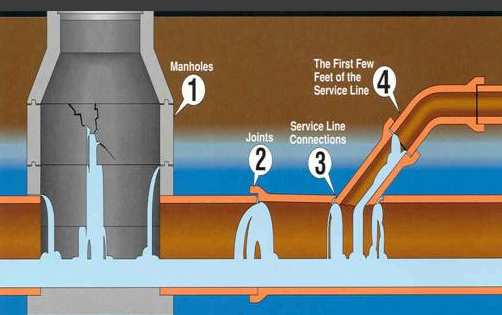 Manholes
1
Joints
2
Service Line
Connections
3
The First Few
Feet of the
Service Line
4